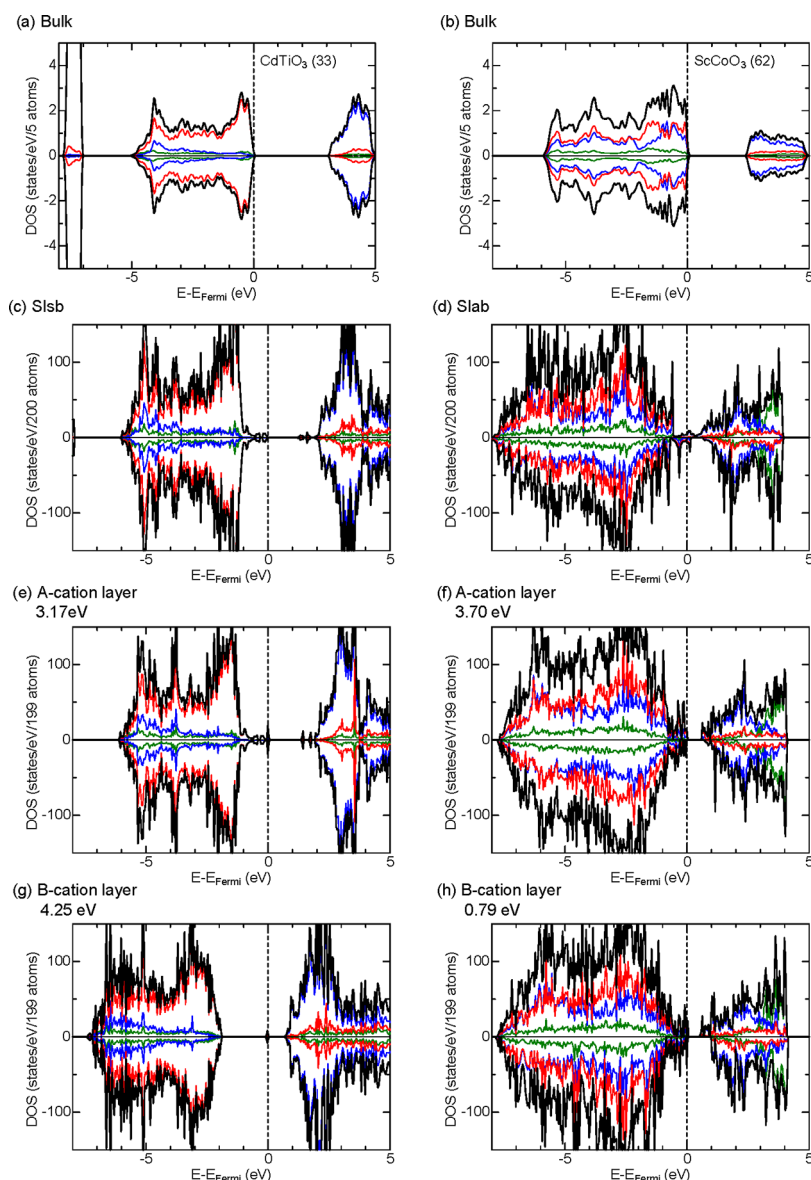 (a) Bulk
(b) Bulk
CdTiO3 (33)
ScCoO3 (62)
DOS (states/eV/5 atoms)
4
2
0
2
-4
-5
0
5
E-EFermi (eV)
DOS (states/eV/5 atoms)
4
2
0
2
-4
-5
0
5
E-EFermi (eV)
(c) Slsb
(d) Slab
DOS (states/eV/200 atoms)
100
0
-100
-5
0
5
E-EFermi (eV)
DOS (states/eV/200 atoms)
100
0
-100
-5
0
5
E-EFermi (eV)
(e) A-cation layer
3.17eV
(f) A-cation layer
3.70 eV
DOS (states/eV/199 atoms)
100
0
-100
-5
0
5
E-EFermi (eV)
DOS (states/eV/199 atoms)
100
0
-100
-5
0
5
E-EFermi (eV)
(g) B-cation layer
4.25 eV
(h) B-cation layer
0.79 eV
DOS (states/eV/199 atoms)
100
0
-100
-5
0
5
E-EFermi (eV)
DOS (states/eV/199 atoms)
100
0
-100
-5
0
5
E-EFermi (eV)